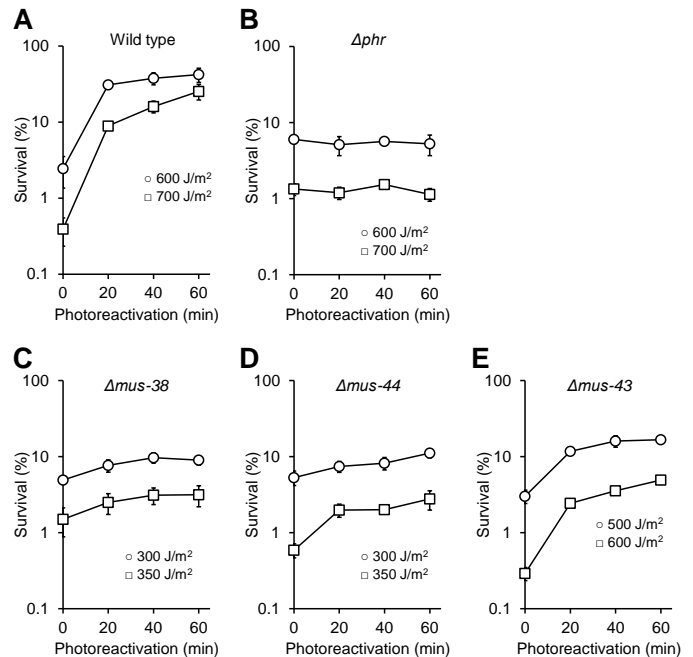 A
Wild type
Survival (%)
100
10
1
0.1
○ 600 J/m²
□ 700 J/m²
0 20 40 60
Photoreactivation (min)
B
Δphr
Survival (%)
100
10
1
0.1
○ 600 J/m²
□ 700 J/m²
0 20 40 60
Photoreactivation (min)
C
Δmus-38
Survival (%)
100
10
1
0.1
○ 300 J/m²
□ 350 J/m²
0 20 40 60
Photoreactivation (min)
D
Δmus-44
Survival (%)
100
10
1
0.1
○ 300 J/m²
□ 350 J/m²
0 20 40 60
Photoreactivation (min)
E
Δmus-43
Survival (%)
100
10
1
0.1
○ 500 J/m²
□ 600 J/m²
0 20 40 60
Photoreactivation (min)